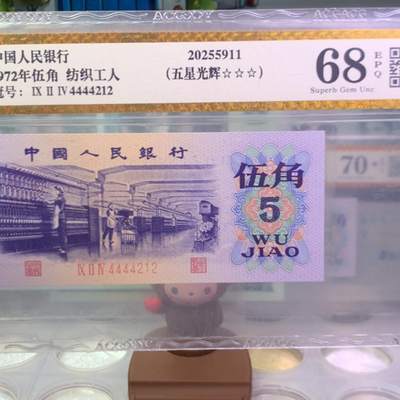 中国人民银行
20255911
972年伍角 纺织工人
(五星光辉☆☆☆)
号: IX II IV 4444212
68
EPQ
Superb Gem Unc
70
中國人民銀行
伍角
5
WU
JIAO
IX II IV 4444212